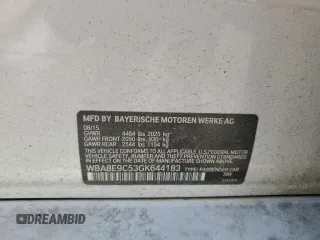 MFD BY BAYERISCHE MOTOREN WERKE AG
08/15
GVWR 4464 lbs 2025 kg
GAWR FRONT 2050 lbs 930 kg
GAWR REAR 2544 lbs 1154 kg
THIS VEHICLE CONFORMS TO ALL APPLICABLE U.S. FEDERAL MOTOR
VEHICLE SAFETY, BUMPER AND THEFT PREVENTION STANDARDS
IN EFFECT ON THE DATE OF MANUFACTURE SHOWN ABOVE.
WBA8E9C53GK644183 TYPE: PASSENGER CAR
DREAMBID